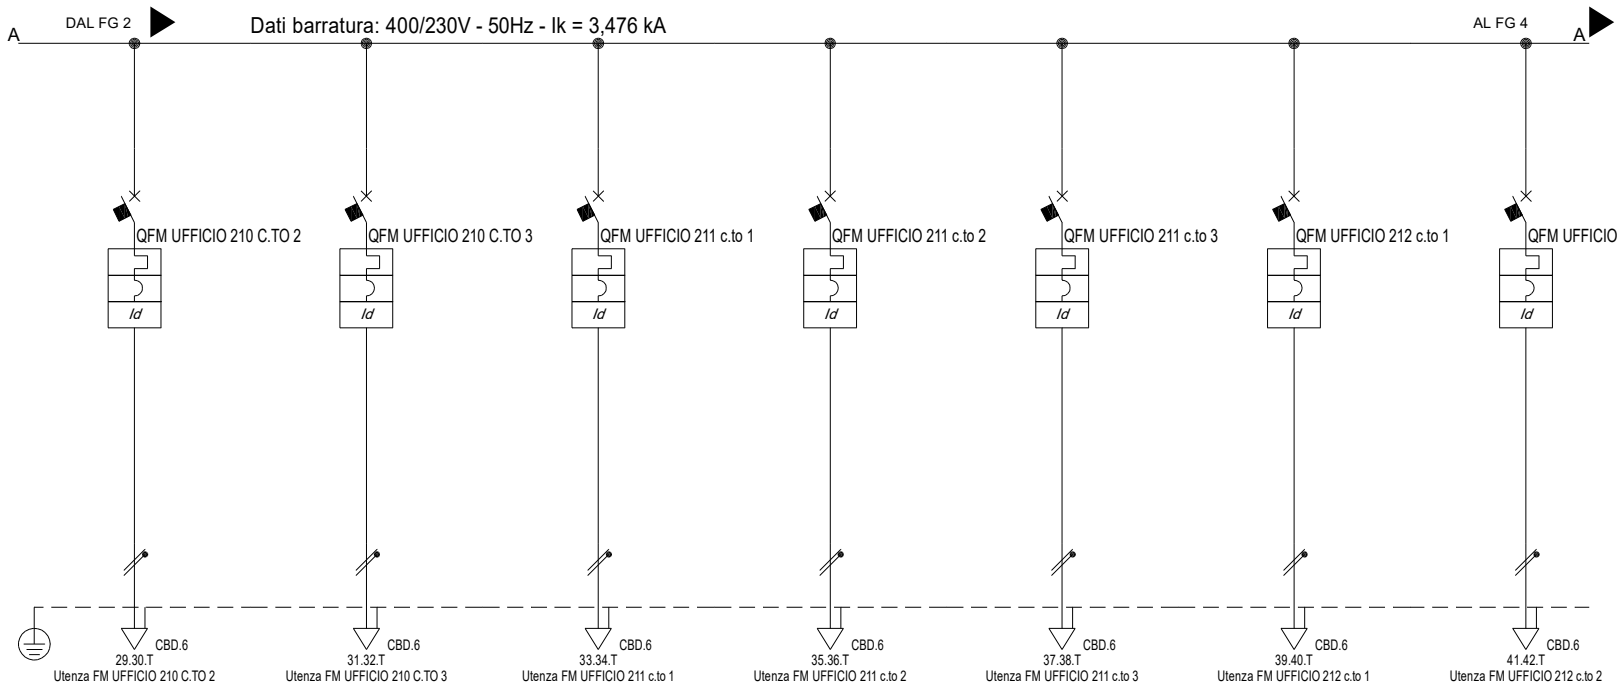 DAL FG 2
Dati barratura: 400/230V - 50Hz - Ik = 3,476 kA
AL FG 4
A
A
QFM UFFICIO 210 C.TO 2
QFM UFFICIO 210 C.TO 3
QFM UFFICIO 211 c.to 1
QFM UFFICIO 211 c.to 2
QFM UFFICIO 211 c.to 3
QFM UFFICIO 212 c.to 1
QFM UFFICIO
Id
Id
Id
Id
Id
Id
Id
CBD.6
CBD.6
CBD.6
CBD.6
CBD.6
CBD.6
CBD.6
29.30.T
31.32.T
33.34.T
35.36.T
37.38.T
39.40.T
41.42.T
Utenza FM UFFICIO 210 C.TO 2
Utenza FM UFFICIO 210 C.TO 3
Utenza FM UFFICIO 211 c.to 1
Utenza FM UFFICIO 211 c.to 2
Utenza FM UFFICIO 211 c.to 3
Utenza FM UFFICIO 212 c.to 1
Utenza FM UFFICIO 212 c.to 2